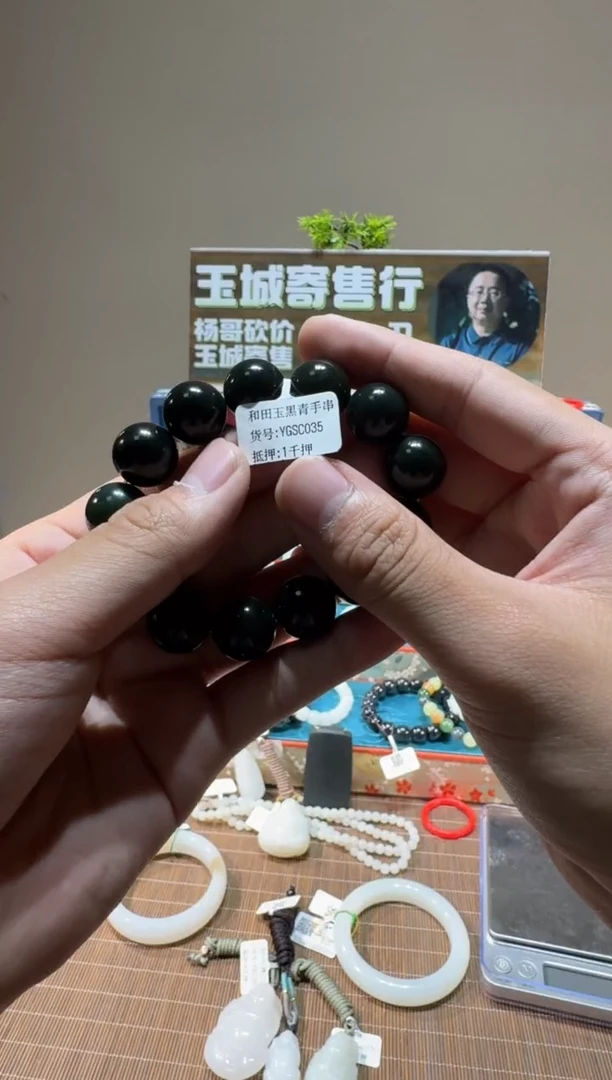 玉城寄售行
杨哥砍价
玉城寄售
和田玉黑青手串
货号:YGSC035
抵押:1千押